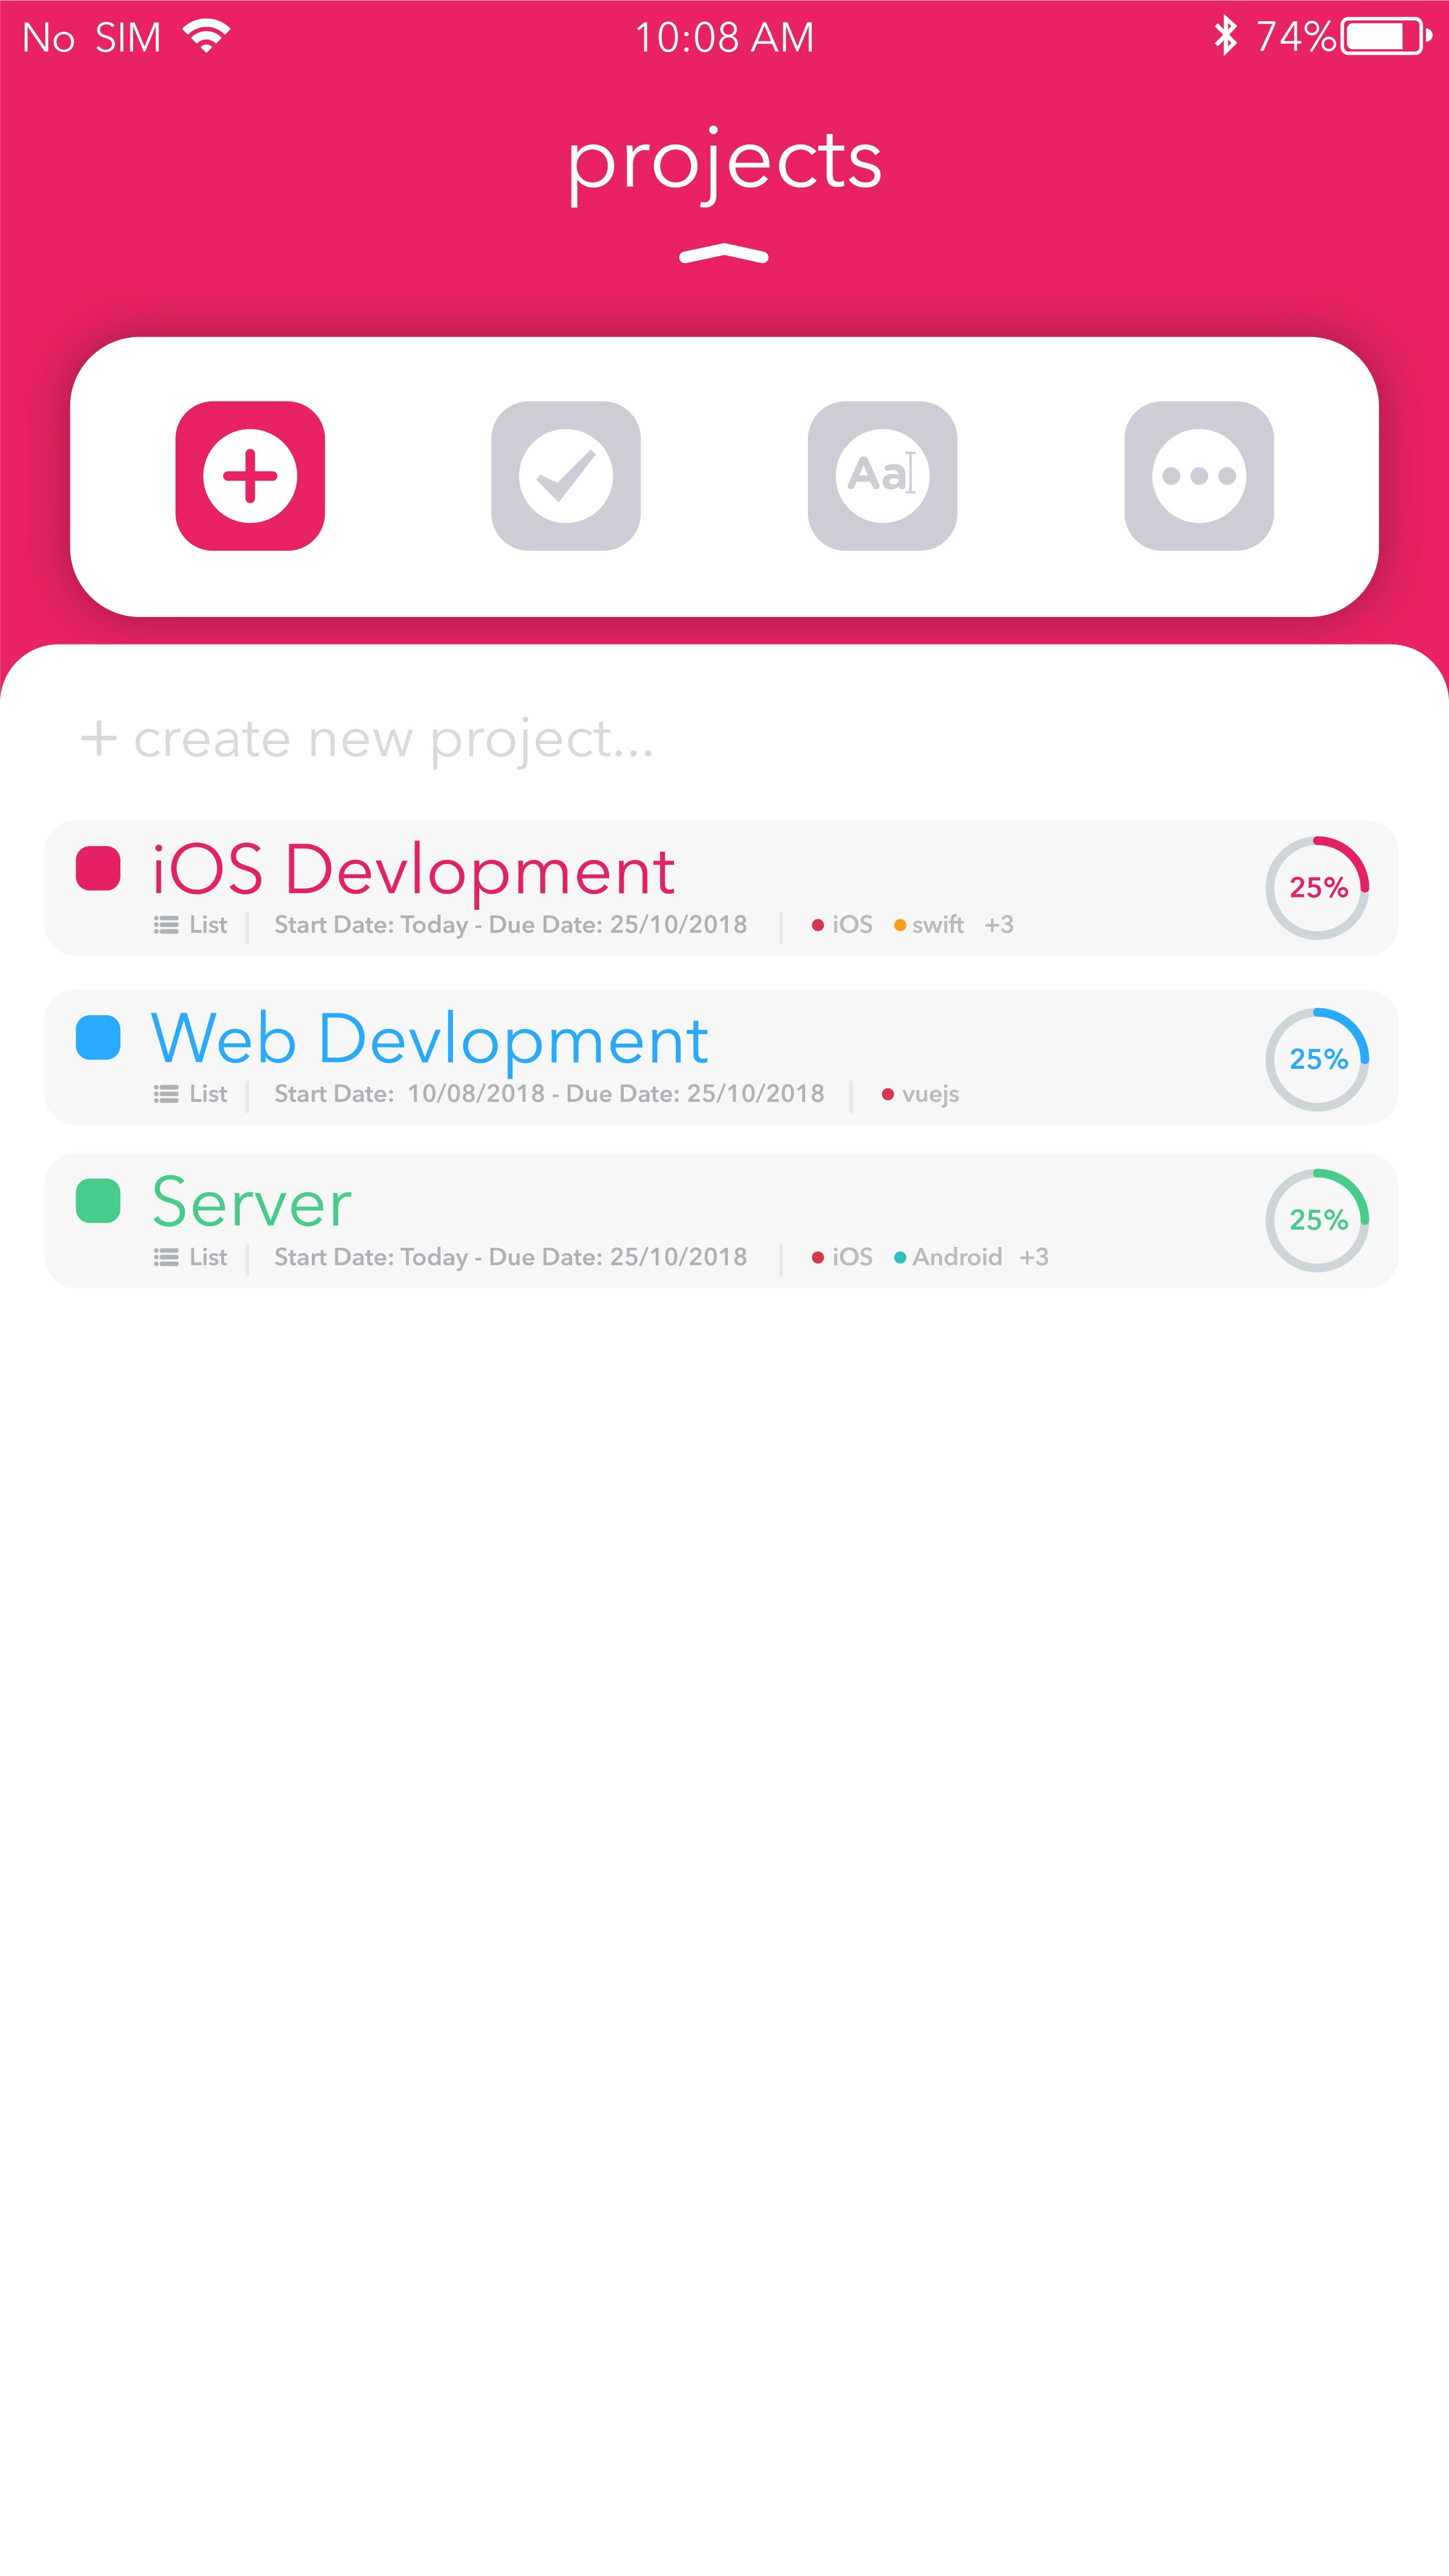 No SIM 10:08 AM 74%
projects
Aa
+ create new project...
iOS Devlopment
25%
List Start Date: Today - Due Date: 25/10/2018 iOS swift +3
Web Devlopment
25%
List Start Date: 10/08/2018 - Due Date: 25/10/2018 vuejs
Server
25%
List Start Date: Today - Due Date: 25/10/2018 iOS Android +3